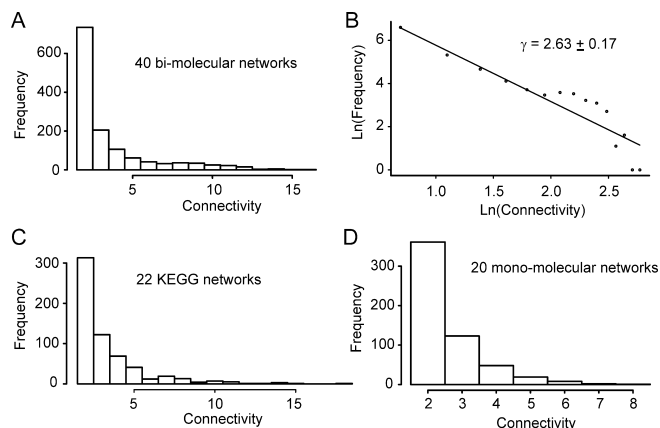 A
40 bi-molecular networks
Frequency
600
400
200
0
5
10
15
Connectivity
B
γ = 2.63 ± 0.17
Ln(Frequency)
6
4
2
0
1.0
1.5
2.0
2.5
Ln(Connectivity)
C
22 KEGG networks
Frequency
300
200
100
0
5
10
15
Connectivity
D
20 mono-molecular networks
Frequency
300
200
100
0
2
3
4
5
6
7
8
Connectivity